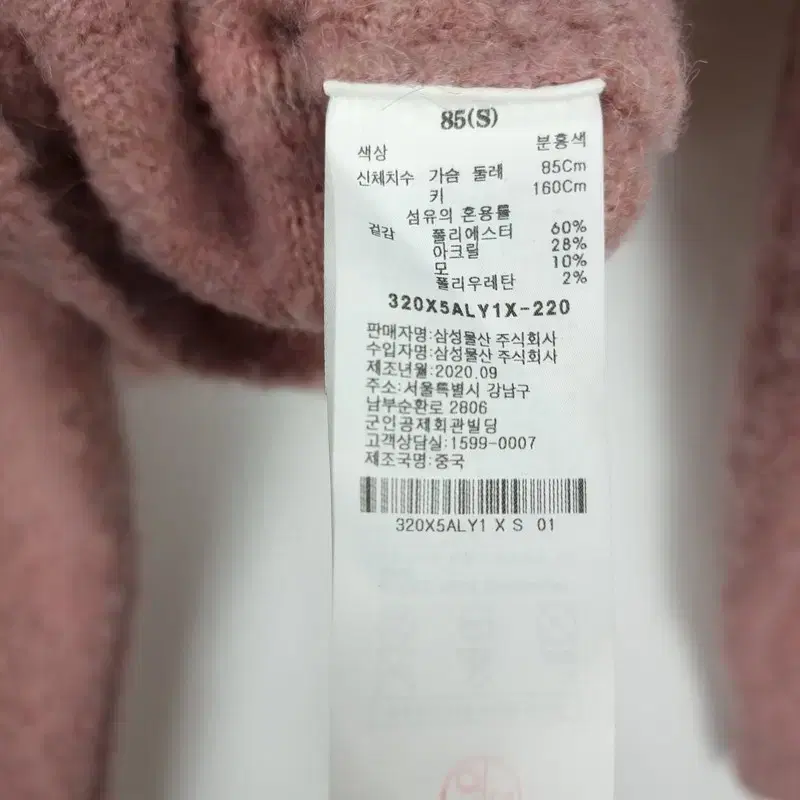 85(S)
색상 분홍색
신체치수 가슴 둘레 85Cm
키 160Cm
섬유의 혼용률
겉감 폴리에스터 60%
아크릴 28%
모 10%
폴리우레탄 2%
320X5ALY1X-220
판매자명:삼성물산 주식회사
수입자명:삼성물산 주식회사
제조년월:2020.09
주소:서울특별시 강남구
남부순환로 2806
군인공제회관빌딩
고객상담실:1599-0007
제조국명:중국
320X5ALY1 X S 01